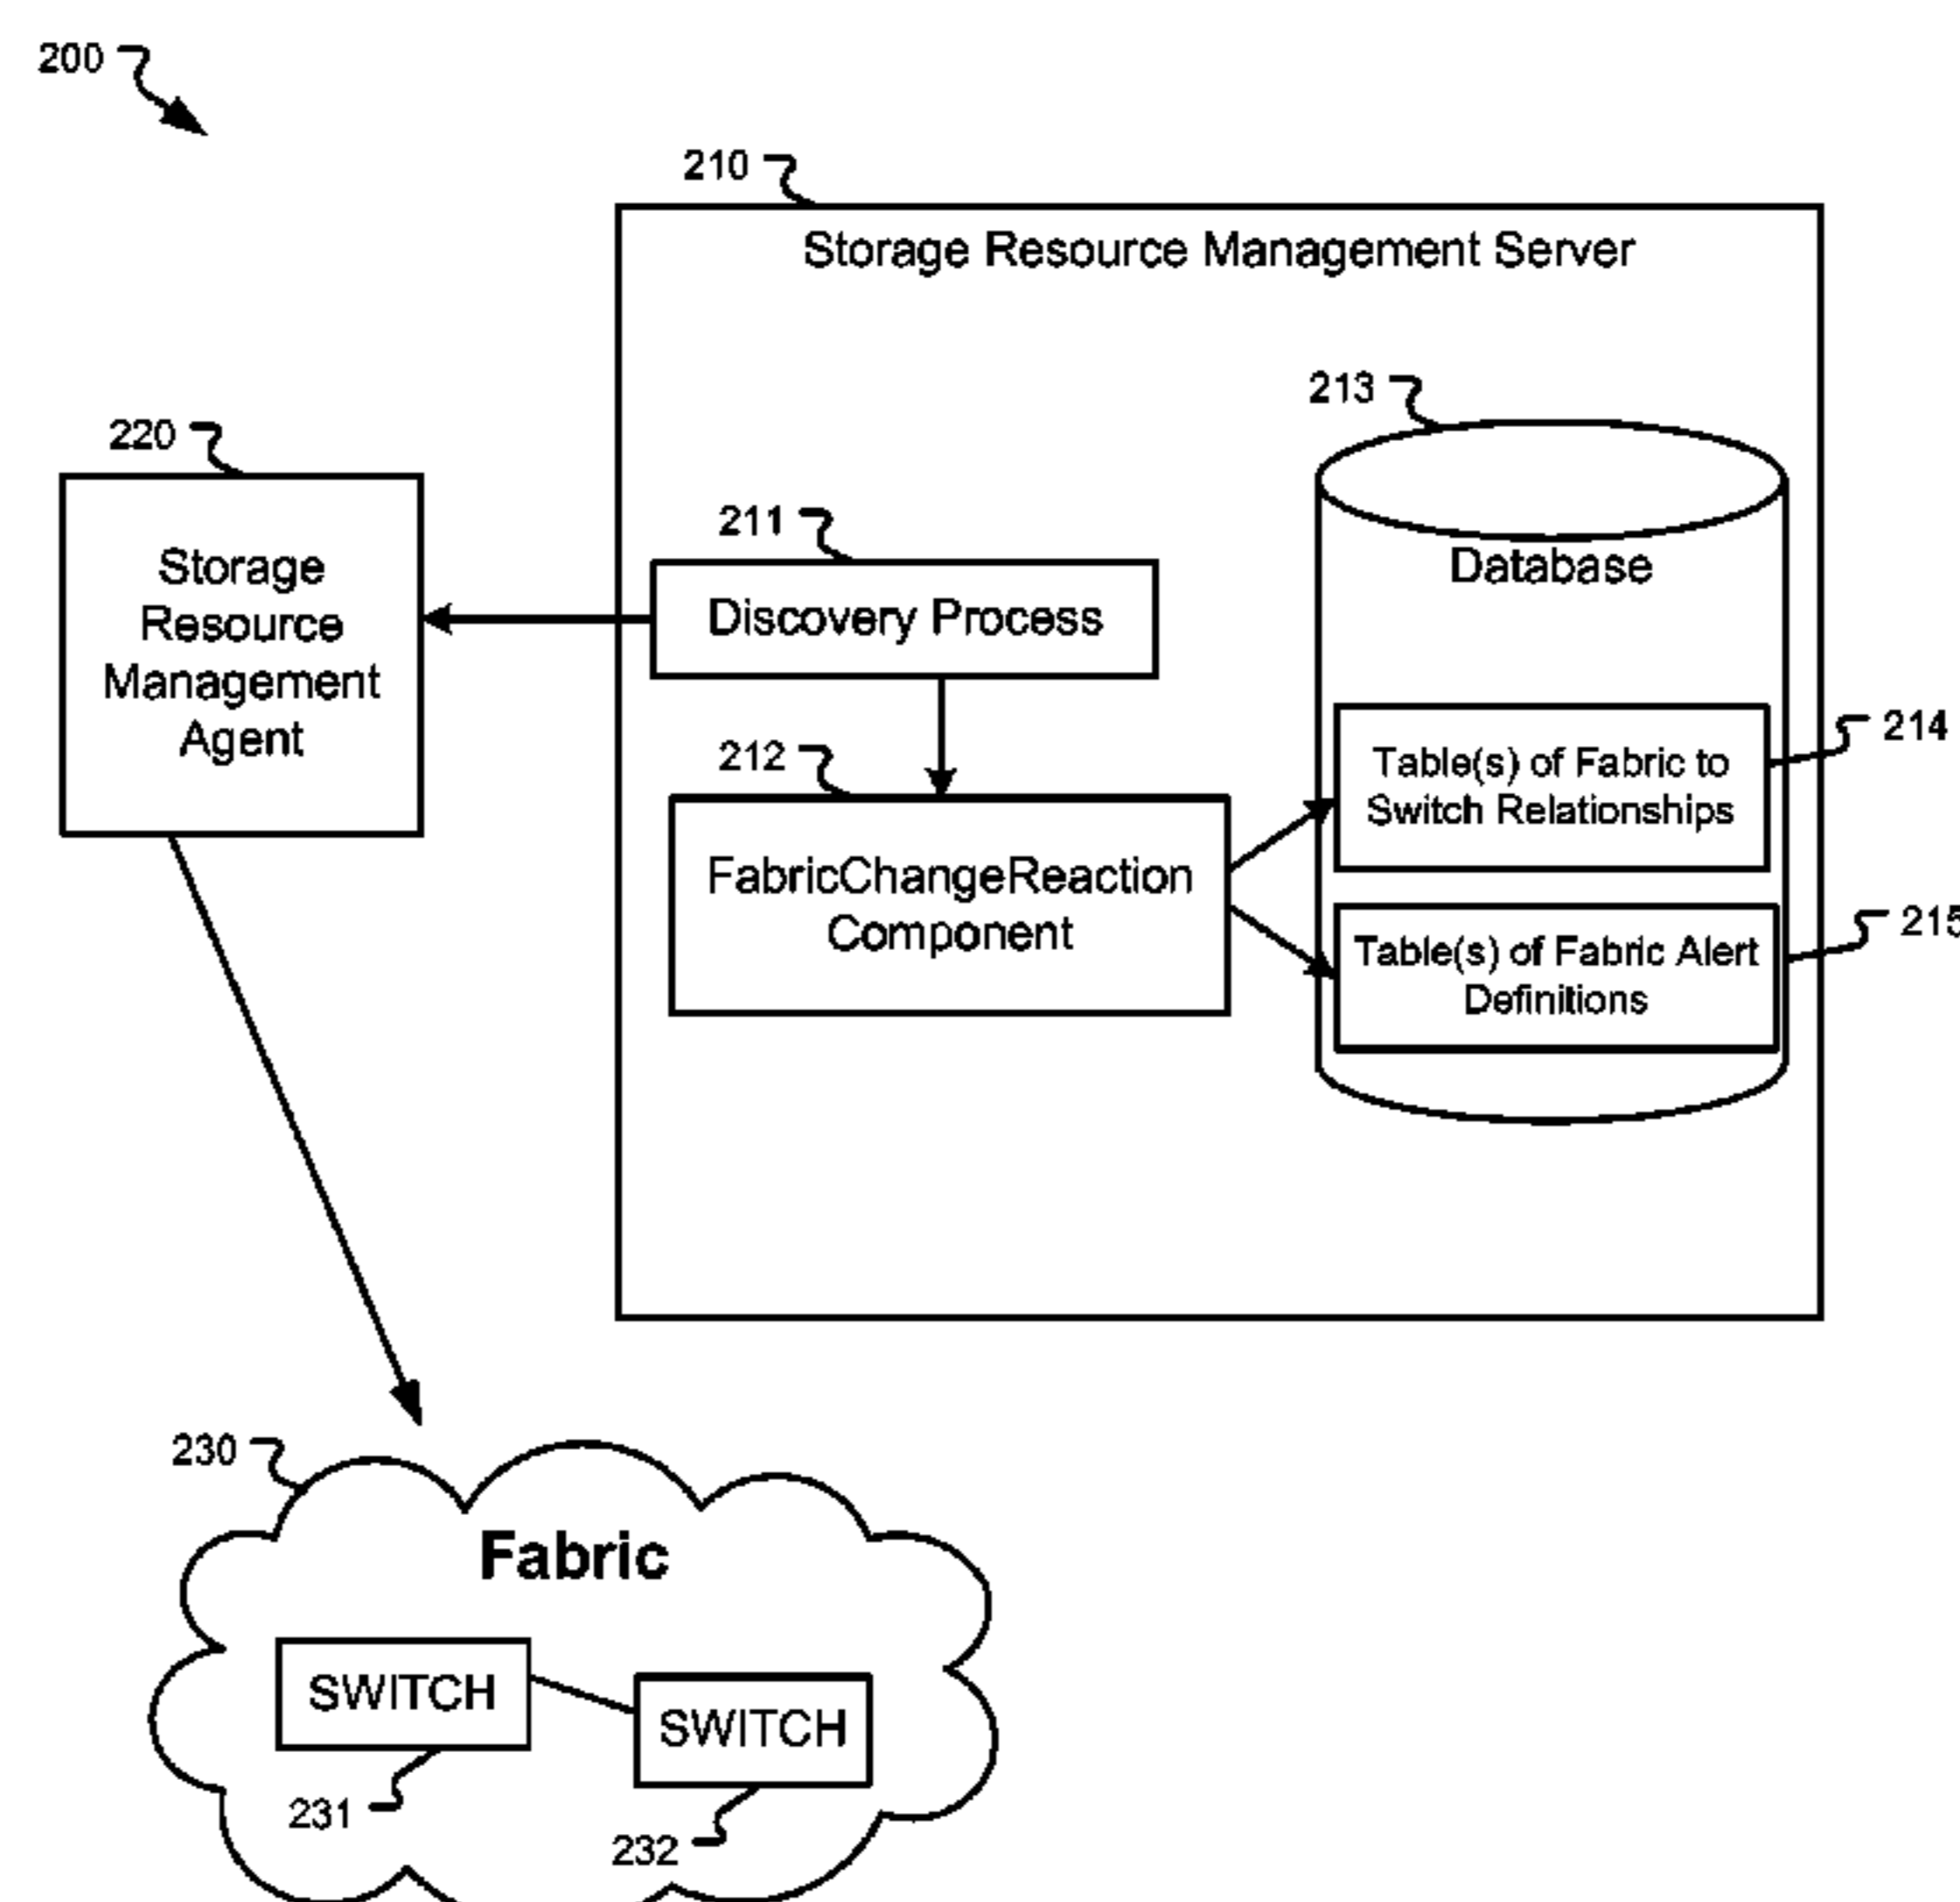 200
210
Storage Resource Management Server
213
220
211
Database
Storage
Resource
Management
Agent
Discovery Process
214
212
Table(s) of Fabric to
Switch Relationships
FabricChangeReaction
Component
215
Table(s) of Fabric Alert
Definitions
230
Fabric
SWITCH
SWITCH
231
232